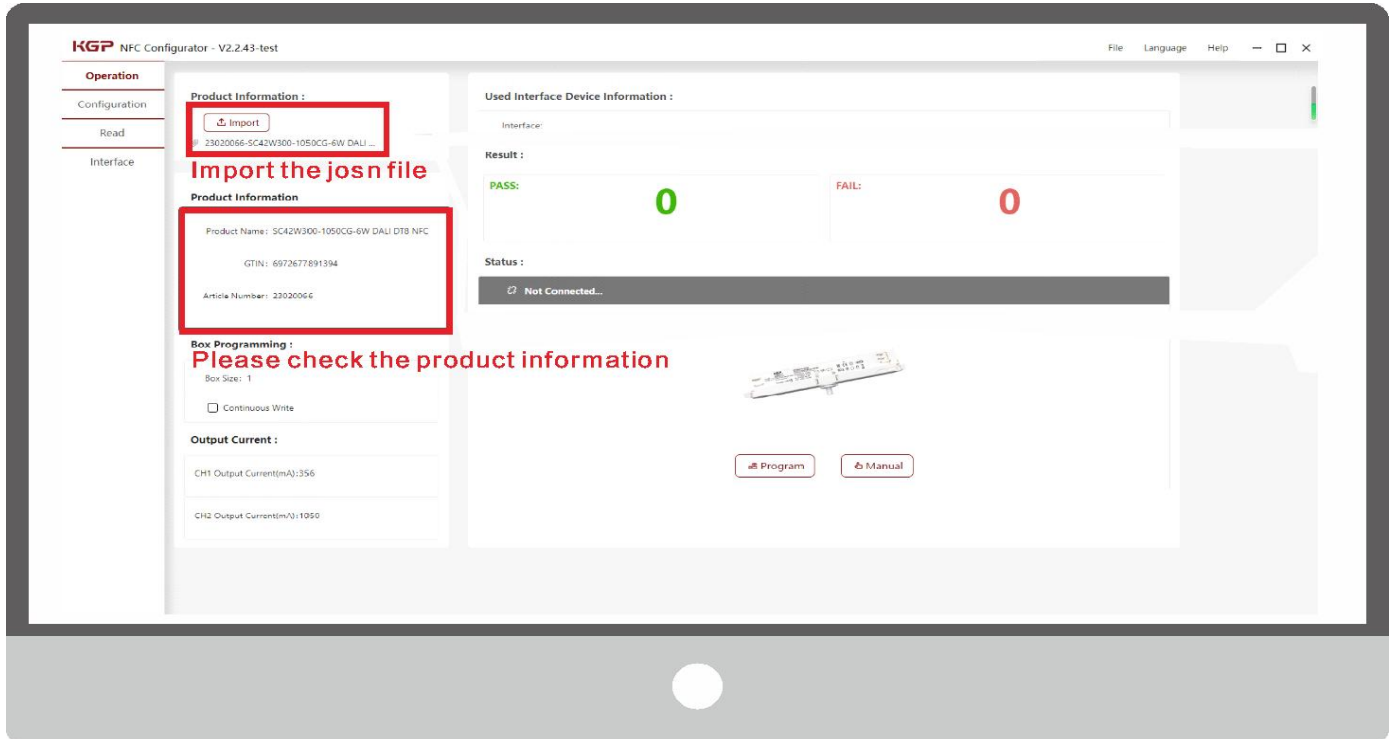 KGP NFC Configurator - V2.2.43-test
File Language Help
Operation
Configuration
Read
Interface
Product Information :
Import
23020066-SC42W300-1050CG-6W DALI ...
Import the josn file
Product Information
Product Name: SC42W300-1050CG-6W DALI DT8 NFC
GTIN: 6972677891394
Article Number: 23020066
Box Programming :
Please check the product information
Box Size: 1
Continuous Write
Output Current :
CH1 Output Current(mA):356
CH2 Output Current(mA):1050
Used Interface Device Information :
Interface:
Result :
PASS:
0
FAIL:
0
Status :
Not Connected...
Program
Manual